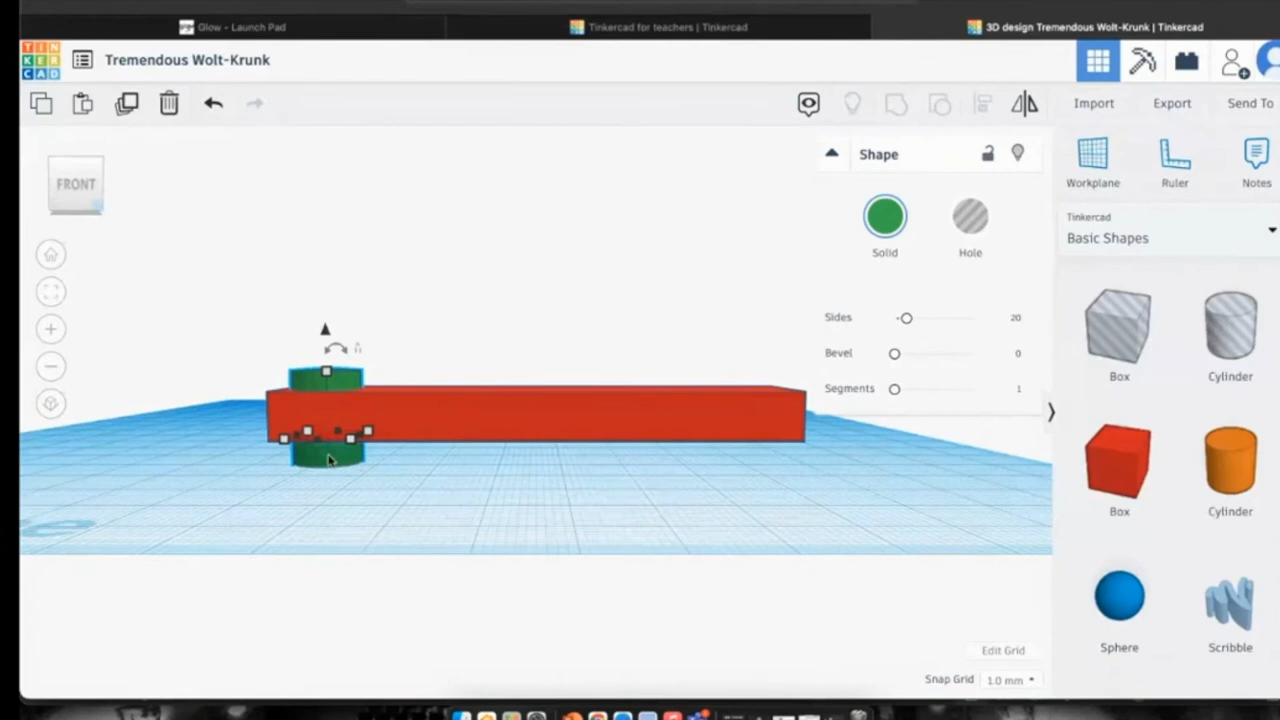 Glow - Launch Pad
Tinkercad for teachers | Tinkercad
3D design Tremendous Wolt-Krunk | Tinkercad
TIN
KER
CAD
Tremendous Wolt-Krunk
Import
Export
Send To
FRONT
Shape
Workplane
Ruler
Notes
Solid
Hole
Tinkercad
Basic Shapes
Sides
20
Bevel
0
Segments
1
Box
Cylinder
Box
Cylinder
Sphere
Scribble
Edit Grid
Snap Grid
1.0 mm